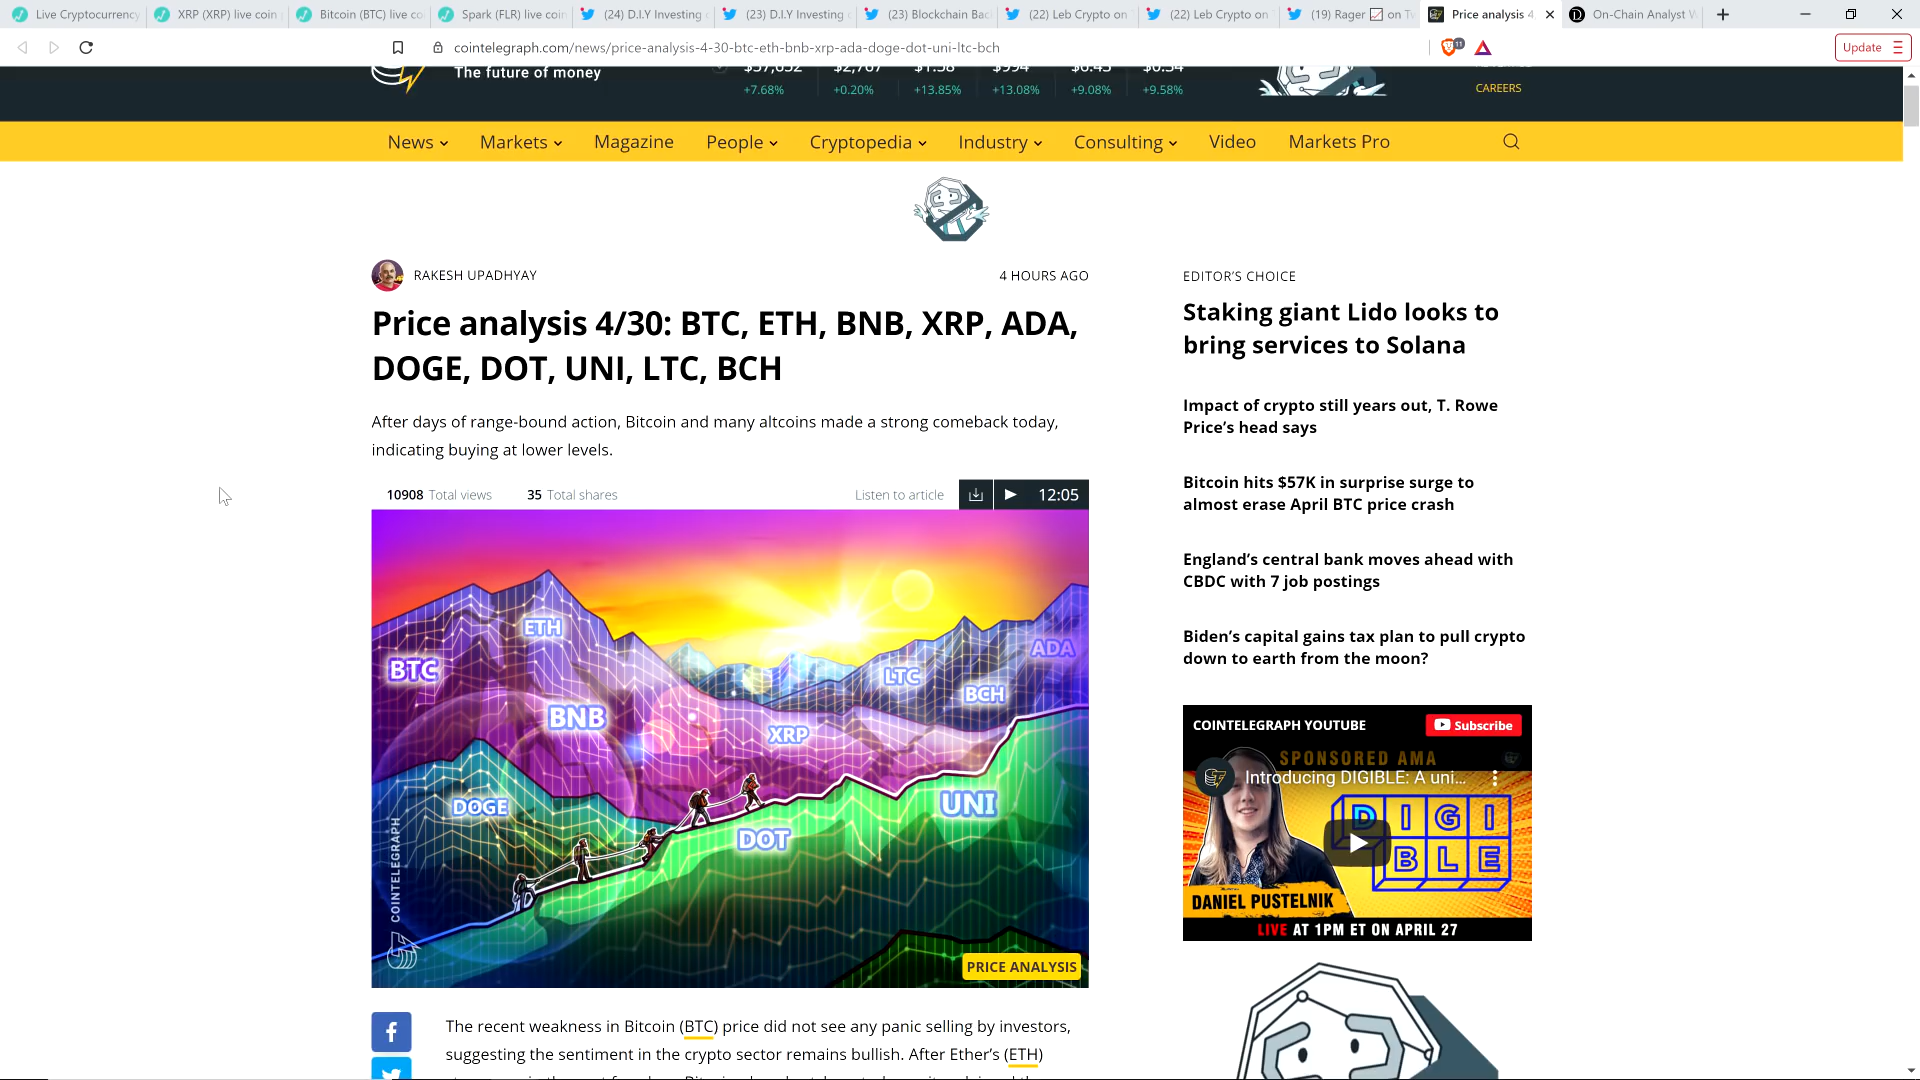 Live Cryptocurrency
XRP (XRP) live coin
Bitcoin (BTC) live co
Spark (FLR) live coin
(24) D.I.Y Investing
(23) D.I.Y Investing
(23) Blockchain Bac
(22) Leb Crypto on
(22) Leb Crypto on
(19) Rager 📈 on Tw
Price analysis 4
On-Chain Analyst W
cointelegraph.com/news/price-analysis-4-30-btc-eth-bnb-xrp-ada-doge-dot-uni-ltc-bch
11
Update
The future of money
+7.68%
+0.20%
+13.85%
+13.08%
+9.08%
+9.58%
CAREERS
News
Markets
Magazine
People
Cryptopedia
Industry
Consulting
Video
Markets Pro
RAKESH UPADHYAY
4 HOURS AGO
Price analysis 4/30: BTC, ETH, BNB, XRP, ADA,
DOGE, DOT, UNI, LTC, BCH
After days of range-bound action, Bitcoin and many altcoins made a strong comeback today,
indicating buying at lower levels.
10908 Total views
35 Total shares
Listen to article
12:05
ETH
BTC
BNB
XRP
LTC
BCH
ADA
DOGE
DOT
UNI
COINTELEGRAPH
PRICE ANALYSIS
The recent weakness in Bitcoin (BTC) price did not see any panic selling by investors,
suggesting the sentiment in the crypto sector remains bullish. After Ether's (ETH)
EDITOR'S CHOICE
Staking giant Lido looks to
bring services to Solana
Impact of crypto still years out, T. Rowe
Price's head says
Bitcoin hits $57K in surprise surge to
almost erase April BTC price crash
England's central bank moves ahead with
CBDC with 7 job postings
Biden's capital gains tax plan to pull crypto
down to earth from the moon?
COINTELEGRAPH YOUTUBE
Subscribe
SPONSORED AMA
Introducing DIGIBLE: A uni...
DIGI
BLE
DANIEL PUSTELNIK
LIVE AT 1PM ET ON APRIL 27